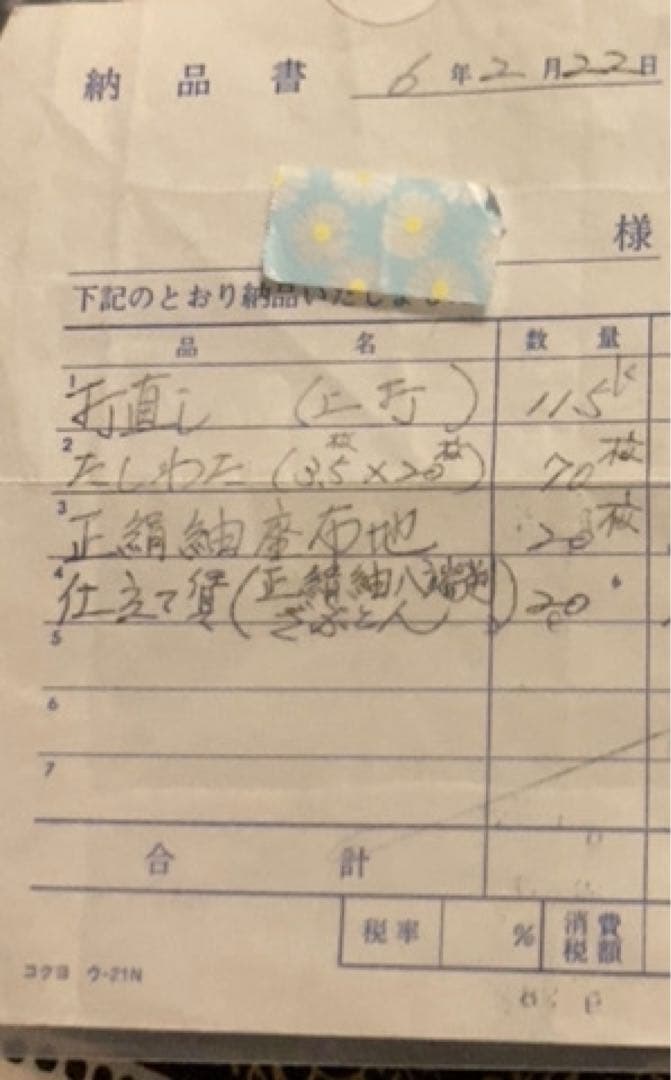 納品書 6年2月22日
様
下記のとおり納品いたしまし
品名 数量
1 打直し (上打) 11.5K
2 たしわた (3.5枚×20枚) 70枚
3 正絹紬座布地 20枚
4 仕立て賃 (正絹紬八端判 20〃
ざぶとん)
5
6
7
合計
税率 % 消費税額
コクヨ ウ-21N